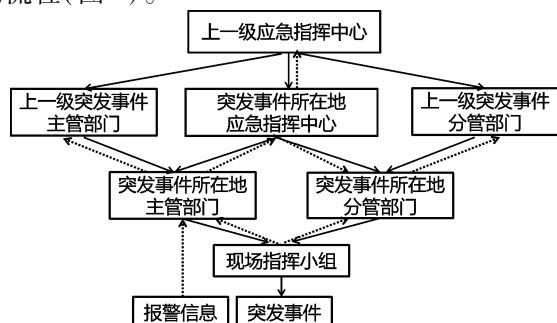 上一级应急指挥中心
上一级突发事件
主管部门
突发事件所在地
应急指挥中心
上一级突发事件
分管部门
突发事件所在地
主管部门
突发事件所在地
分管部门
现场指挥小组
报警信息
突发事件